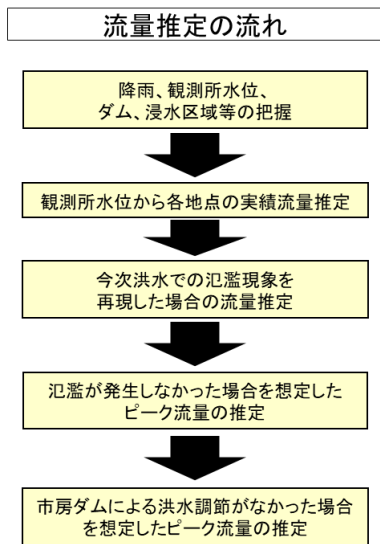 流量推定の流れ
降雨、観測所水位、
ダム、浸水区域等の把握
観測所水位から各地点の実績流量推定
今次洪水での氾濫現象を
再現した場合の流量推定
氾濫が発生しなかった場合を想定した
ピーク流量の推定
市房ダムによる洪水調節がなかった場合
を想定したピーク流量の推定